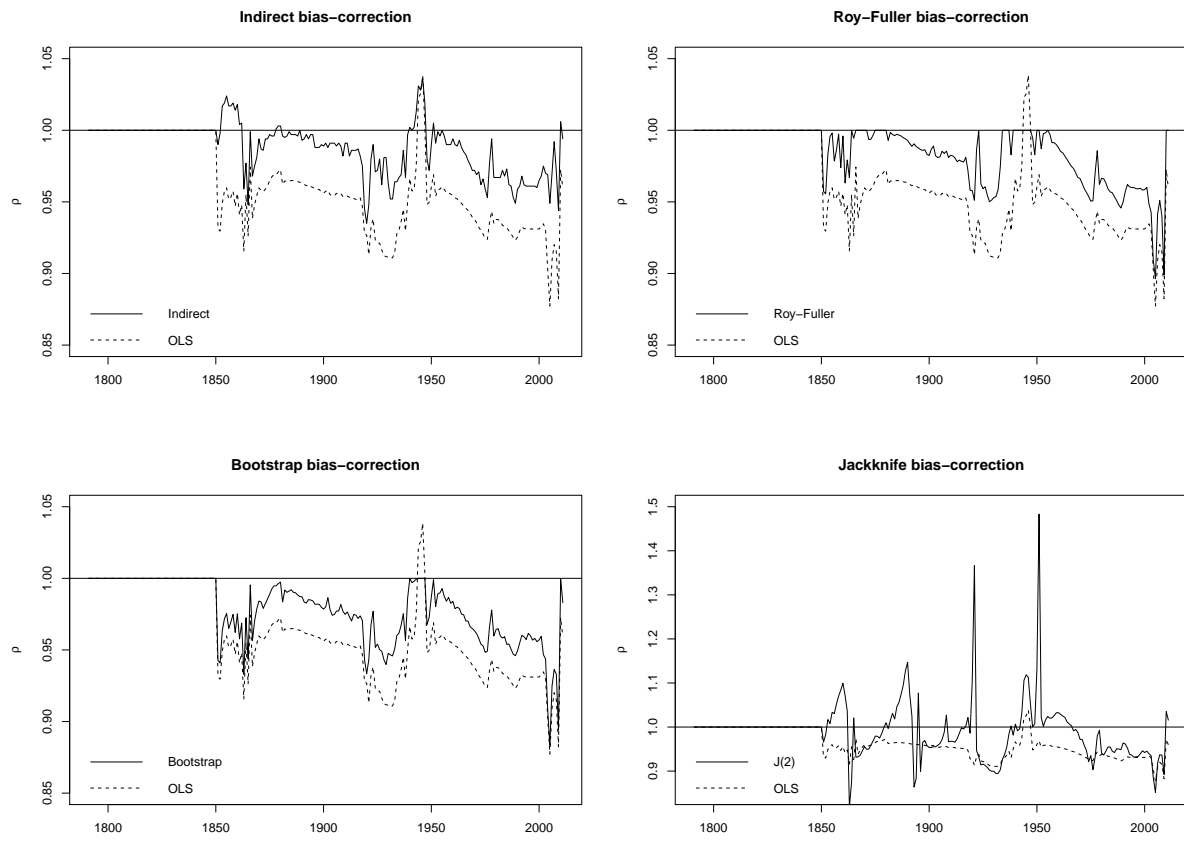 Indirect bias−correction
ρ
1.05
1.00
0.95
0.90
0.85
Indirect
OLS
1800 1850 1900 1950 2000
Roy−Fuller bias−correction
ρ
1.05
1.00
0.95
0.90
0.85
Roy−Fuller
OLS
1800 1850 1900 1950 2000
Bootstrap bias−correction
ρ
1.05
1.00
0.95
0.90
0.85
Bootstrap
OLS
1800 1850 1900 1950 2000
Jackknife bias−correction
ρ
1.5
1.4
1.3
1.2
1.1
1.0
0.9
J(2)
OLS
1800 1850 1900 1950 2000